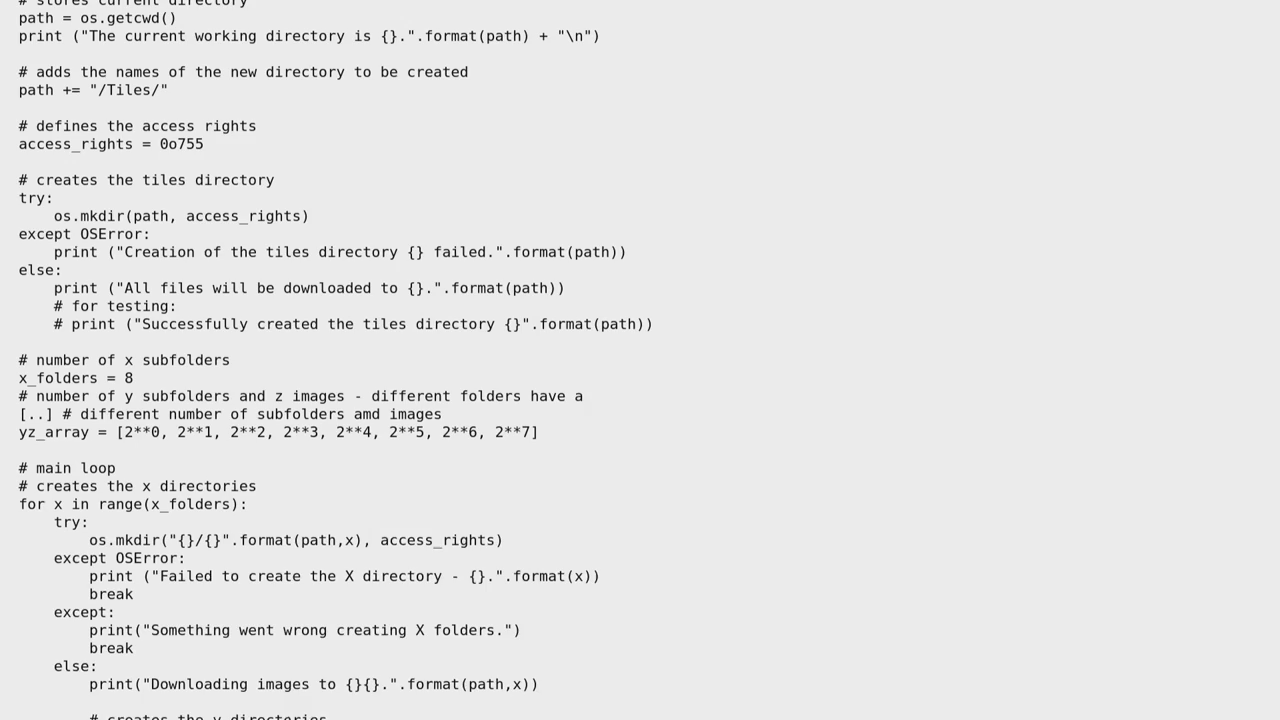 # stores current directory
path = os.getcwd()
print ("The current working directory is {}.".format(path) + "\n")

# adds the names of the new directory to be created
path += "/Tiles/"

# defines the access rights
access_rights = 0o755

# creates the tiles directory
try:
    os.mkdir(path, access_rights)
except OSError:
    print ("Creation of the tiles directory {} failed.".format(path))
else:
    print ("All files will be downloaded to {}.".format(path))
    # for testing:
    # print ("Successfully created the tiles directory {}".format(path))

# number of x subfolders
x_folders = 8
# number of y subfolders and z images - different folders have a
[..] # different number of subfolders amd images
yz_array = [2**0, 2**1, 2**2, 2**3, 2**4, 2**5, 2**6, 2**7]

# main loop
# creates the x directories
for x in range(x_folders):
    try:
        os.mkdir("{}/{}".format(path,x), access_rights)
    except OSError:
        print ("Failed to create the X directory - {}.".format(x))
        break
    except:
        print("Something went wrong creating X folders.")
        break
    else:
        print("Downloading images to {}{}.".format(path,x))

        # creates the y directories